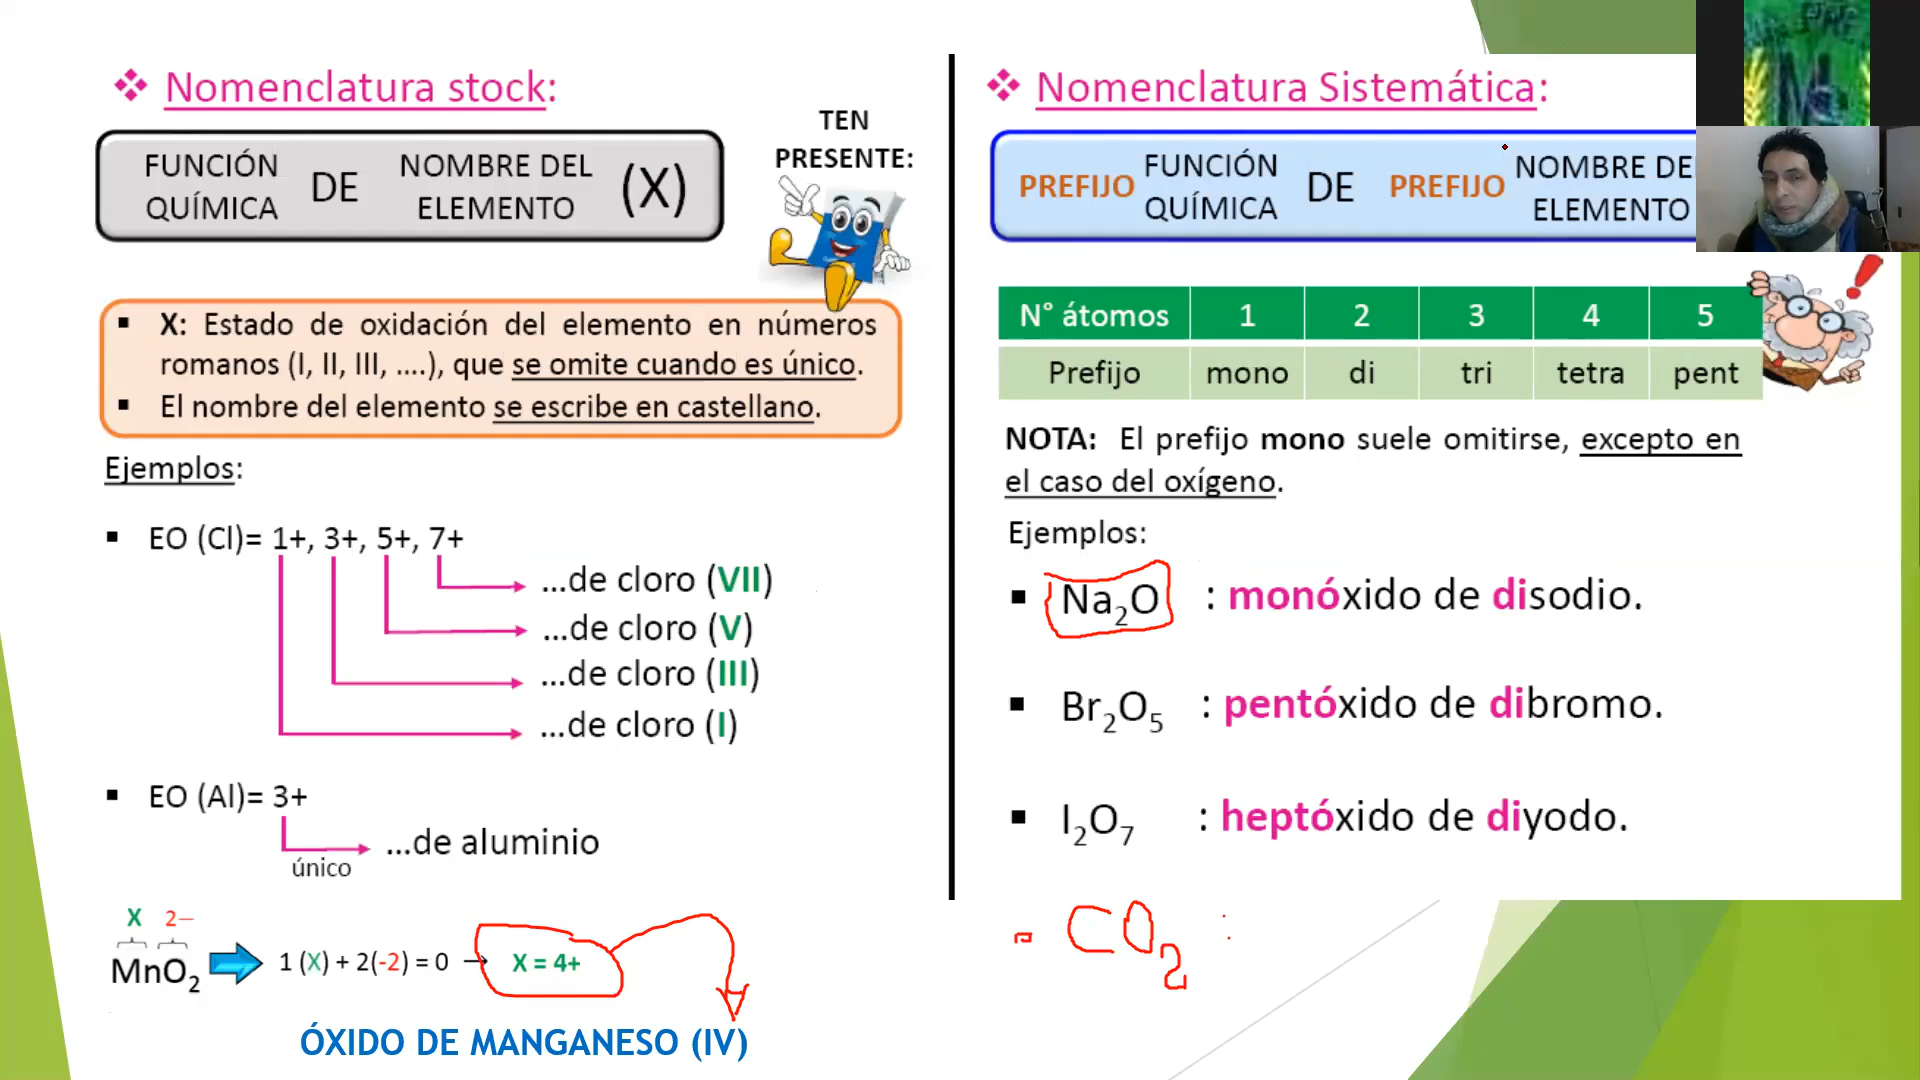 ❖ Nomenclatura stock:
FUNCIÓN QUÍMICA DE NOMBRE DEL ELEMENTO (X)
TEN PRESENTE:
▪ X: Estado de oxidación del elemento en números
romanos (I, II, III, ....), que se omite cuando es único.
▪ El nombre del elemento se escribe en castellano.
Ejemplos:
▪ EO (Cl)= 1+, 3+, 5+, 7+
...de cloro (VII)
...de cloro (V)
...de cloro (III)
...de cloro (I)
▪ EO (Al)= 3+
...de aluminio
único
X 2−
MnO₂ 1 (X) + 2(-2) = 0 → X = 4+
ÓXIDO DE MANGANESO (IV)
❖ Nomenclatura Sistemática:
PREFIJO FUNCIÓN QUÍMICA DE PREFIJO NOMBRE DEL ELEMENTO
N° átomos 1 2 3 4 5
Prefijo mono di tri tetra pent
NOTA: El prefijo mono suele omitirse, excepto en
el caso del oxígeno.
Ejemplos:
▪ Na₂O : monóxido de disodio.
▪ Br₂O₅ : pentóxido de dibromo.
▪ I₂O₇ : heptóxido de diyodo.
CO₂ :